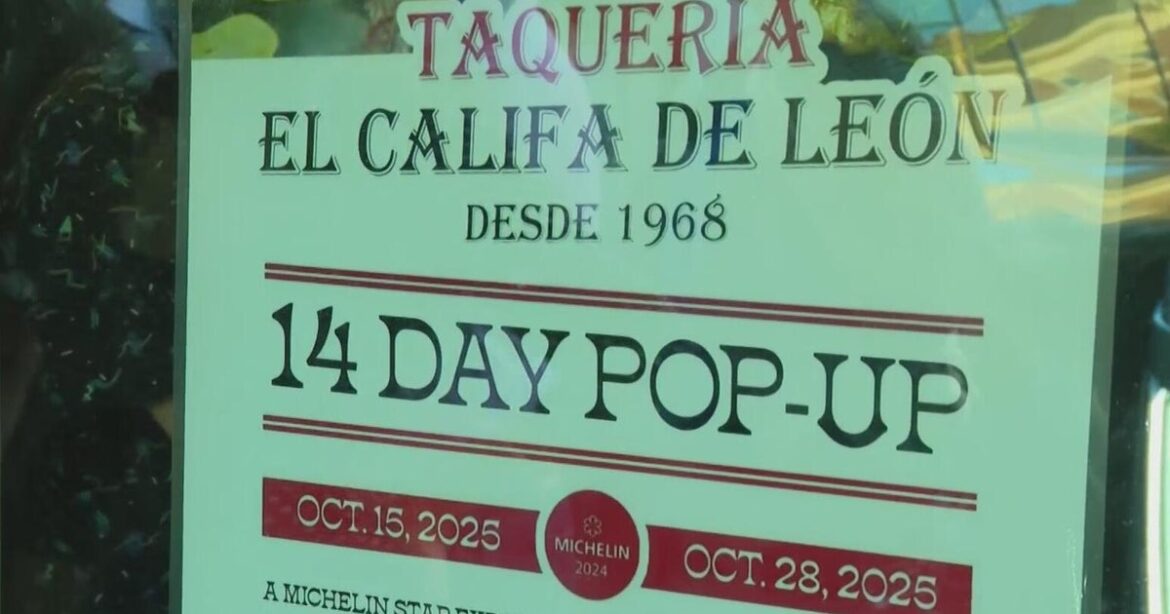 TAQUERÍA
EL CALIFA DE LEÓN
DESDE 1968
14 DAY POP-UP
OCT. 15, 2025
MICHELIN
2024
OCT. 28, 2025
A MICHELIN STAR